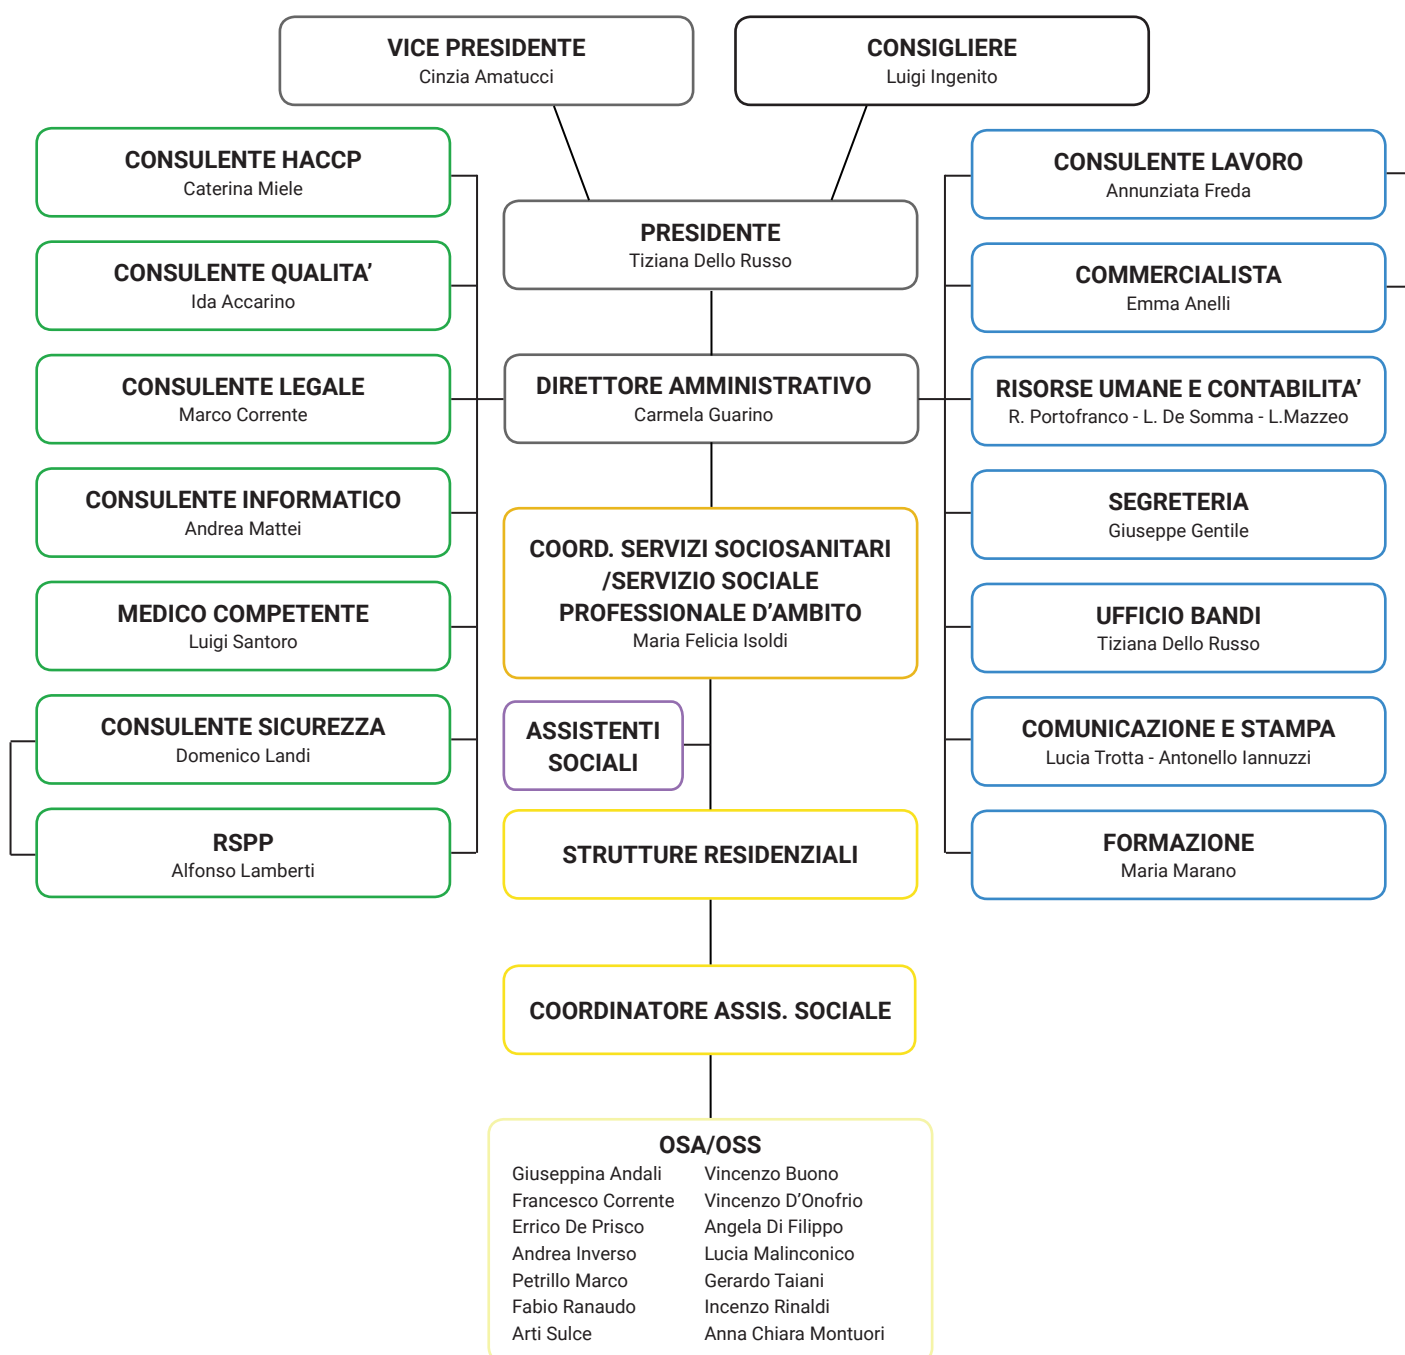 VICE PRESIDENTE
Cinzia Amatucci
CONSIGLIERE
Luigi Ingenito
CONSULENTE HACCP
Caterina Miele
CONSULENTE QUALITA’
Ida Accarino
CONSULENTE LEGALE
Marco Corrente
CONSULENTE INFORMATICO
Andrea Mattei
MEDICO COMPETENTE
Luigi Santoro
CONSULENTE SICUREZZA
Domenico Landi
RSPP
Alfonso Lamberti
PRESIDENTE
Tiziana Dello Russo
DIRETTORE AMMINISTRATIVO
Carmela Guarino
COORD. SERVIZI SOCIOSANITARI
/SERVIZIO SOCIALE
PROFESSIONALE D’AMBITO
Maria Felicia Isoldi
ASSISTENTI
SOCIALI
STRUTTURE RESIDENZIALI
COORDINATORE ASSIS. SOCIALE
CONSULENTE LAVORO
Annunziata Freda
COMMERCIALISTA
Emma Anelli
RISORSE UMANE E CONTABILITA’
R. Portofranco - L. De Somma - L.Mazzeo
SEGRETERIA
Giuseppe Gentile
UFFICIO BANDI
Tiziana Dello Russo
COMUNICAZIONE E STAMPA
Lucia Trotta - Antonello Iannuzzi
FORMAZIONE
Maria Marano
OSA/OSS
Giuseppina Andali
Francesco Corrente
Errico De Prisco
Andrea Inverso
Petrillo Marco
Fabio Ranaudo
Arti Sulce
Vincenzo Buono
Vincenzo D’Onofrio
Angela Di Filippo
Lucia Malinconico
Gerardo Taiani
Incenzo Rinaldi
Anna Chiara Montuori